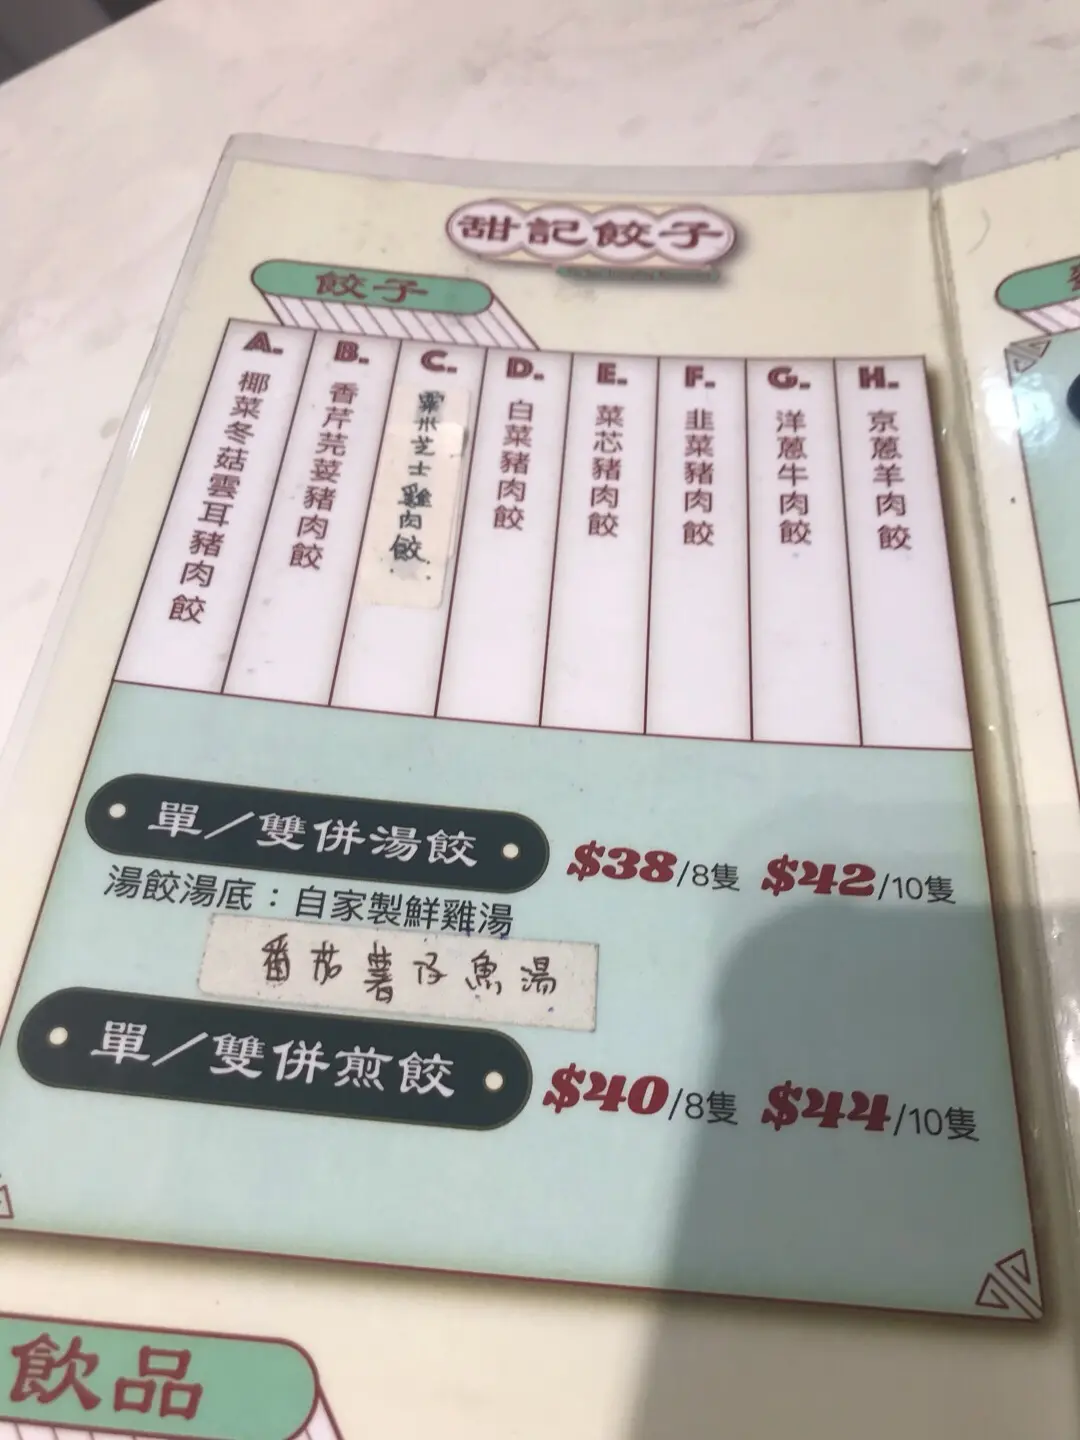 甜記餃子
餃子
A. 椰菜冬菇雲耳豬肉餃
B. 香芹芫荽豬肉餃
C. 粟米芝士雞肉餃
D. 白菜豬肉餃
E. 菜芯豬肉餃
F. 韭菜豬肉餃
G. 洋蔥牛肉餃
H. 京蔥羊肉餃
單／雙併湯餃 $38/8隻 $42/10隻
湯餃湯底：自家製鮮雞湯
番茄薯仔魚湯
單／雙併煎餃 $40/8隻 $44/10隻
飲品